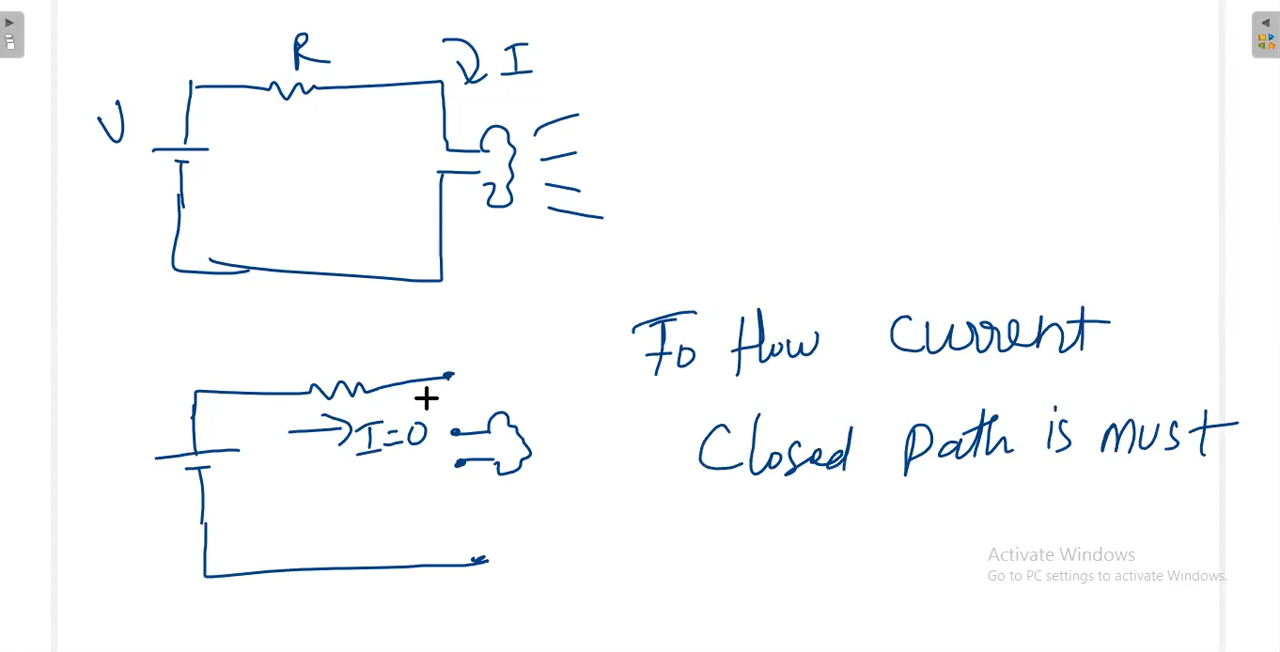 R
I
V
To flow current
I=0
Closed path is must
Activate Windows
Go to PC settings to activate Windows.